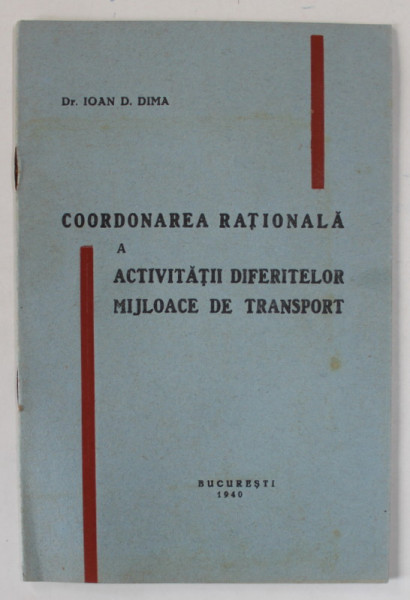 Dr. IOAN D. DIMA
COORDONAREA RAȚIONALĂ
A
ACTIVITĂȚII DIFERITELOR
MIJLOACE DE TRANSPORT
BUCUREȘTI
1940